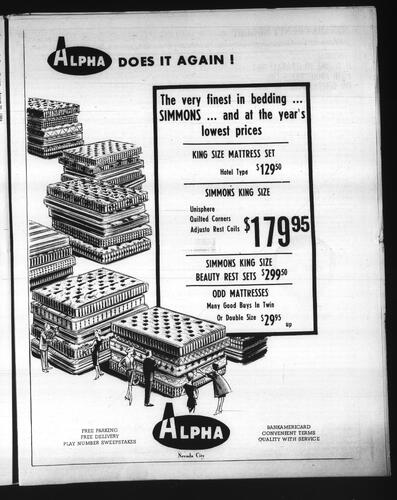 ALPHA DOES IT AGAIN!
The very finest in bedding ...
SIMMONS ... and at the year's
lowest prices
KING SIZE MATTRESS SET
Hotel Type $129.50
SIMMONS KING SIZE
Unisphere
Quilted Corners
Adjusto Rest Coils $179.95
SIMMONS KING SIZE
BEAUTY REST SETS $299.50
ODD MATTRESSES
Many Good Buys in Twin
Or Double Size $29.95 up
FREE PARKING
FREE DELIVERY
PLAY NUMBER SWEEPSTAKES
ALPHA
Nevada City
BANKAMERICARD
CONVENIENT TERMS
QUALITY WITH SERVICE